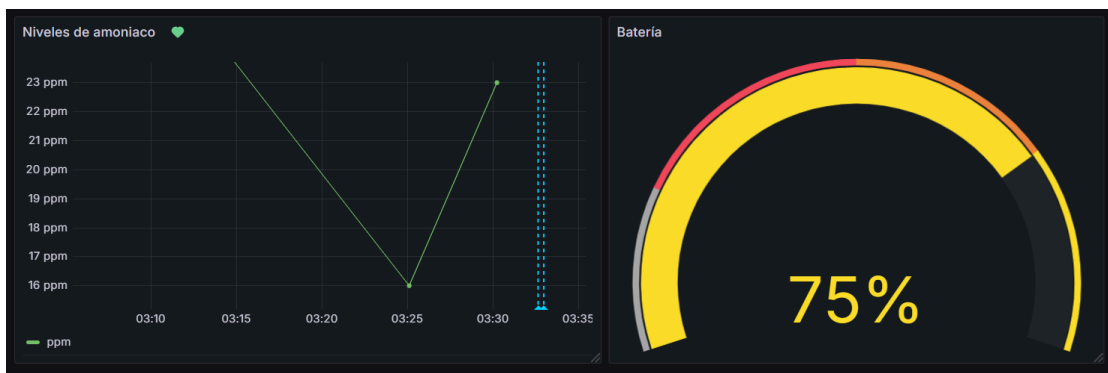 Niveles de amoniaco
23 ppm
22 ppm
21 ppm
20 ppm
19 ppm
18 ppm
17 ppm
16 ppm
03:10 03:15 03:20 03:25 03:30 03:35
ppm
Batería
75%